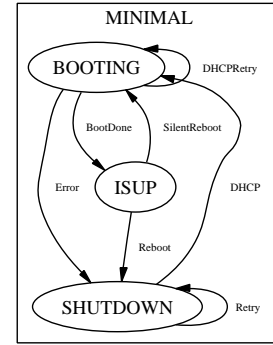 MINIMAL
BOOTING
DHCPRetry
BootDone
SilentReboot
ISUP
Error
DHCP
Reboot
SHUTDOWN
Retry